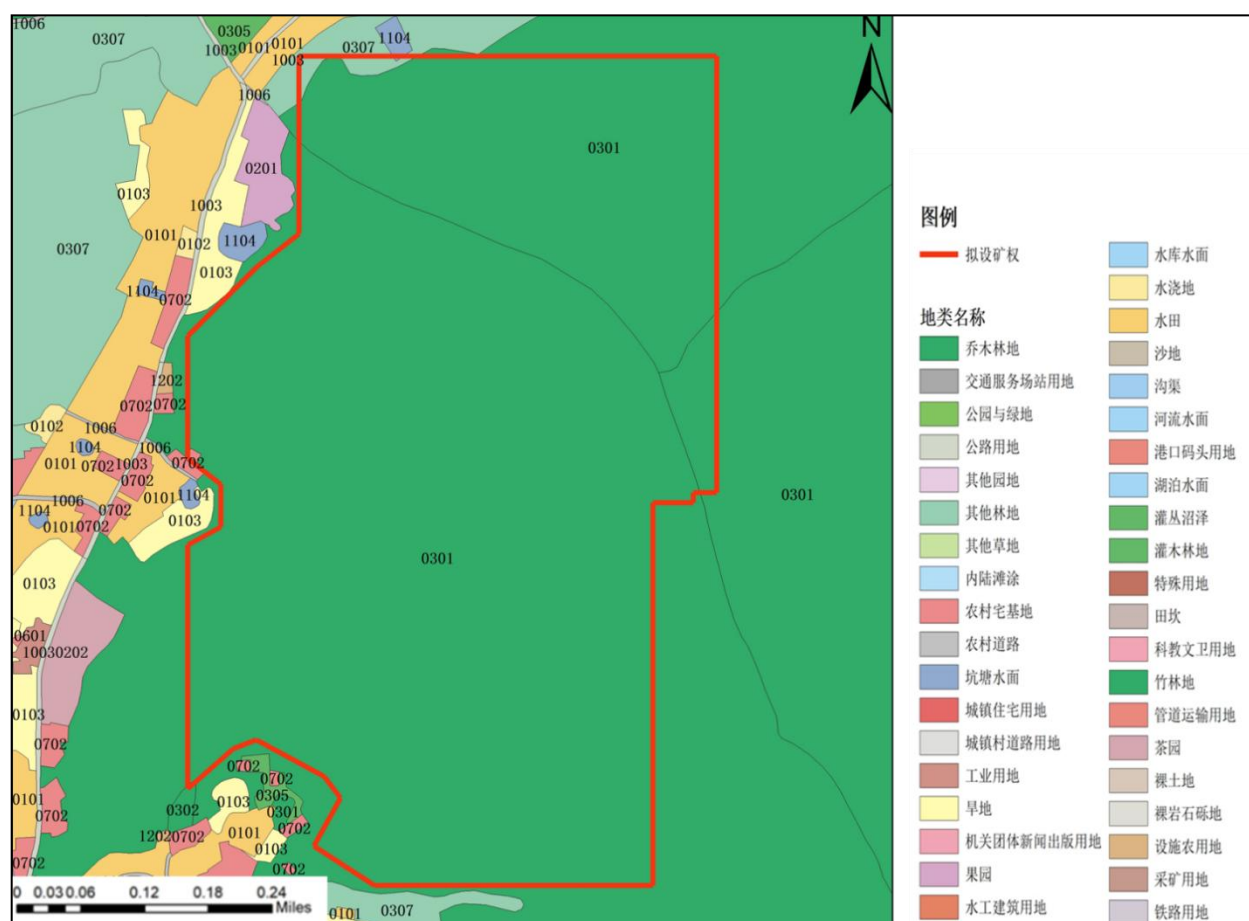 1006
0307
0305
1003
0101
0101
1003
0307
1104
N
1006
0301
0201
0103
1003
0307
0101
0102
1104
0103
1104
0702
1202
0702
0702
0102
1006
1104
1006
0101
0702
1003
0702
0702
1006
0101
1104
1104
0702
0103
0101
0702
0301
0301
0103
0601
1003
0202
0103
0702
0702
0702
0103
0305
0302
0301
0101
0702
1202
0702
0101
0702
0103
0702
0702
0307
0101
0 0.03 0.06 0.12 0.18 0.24
Miles
图例
拟设矿权
地类名称
乔木林地
交通服务场站用地
公园与绿地
公路用地
其他园地
其他林地
其他草地
内陆滩涂
农村宅基地
农村道路
坑塘水面
城镇住宅用地
城镇村道路用地
工业用地
旱地
机关团体新闻出版用地
果园
水工建筑用地
水库水面
水浇地
水田
沙地
沟渠
河流水面
港口码头用地
湖泊水面
灌丛沼泽
灌木林地
特殊用地
田坎
科教文卫用地
竹林地
管道运输用地
茶园
裸土地
裸岩石砾地
设施农用地
采矿用地
铁路用地